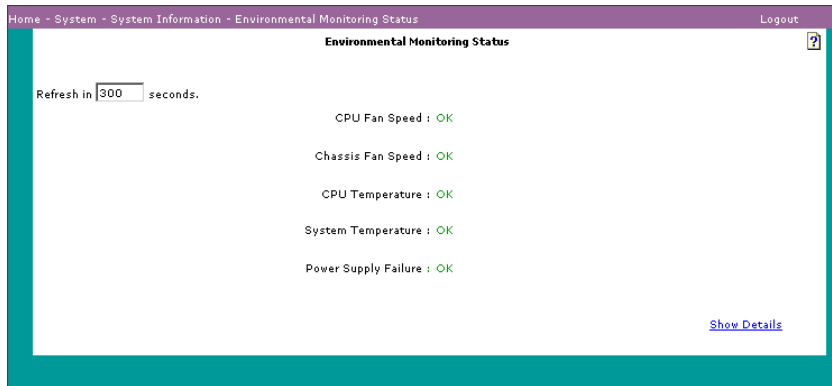 Home - System - System Information - Environmental Monitoring Status Logout
Environmental Monitoring Status ?
Refresh in 300 seconds.
CPU Fan Speed : OK
Chassis Fan Speed : OK
CPU Temperature : OK
System Temperature : OK
Power Supply Failure : OK
Show Details